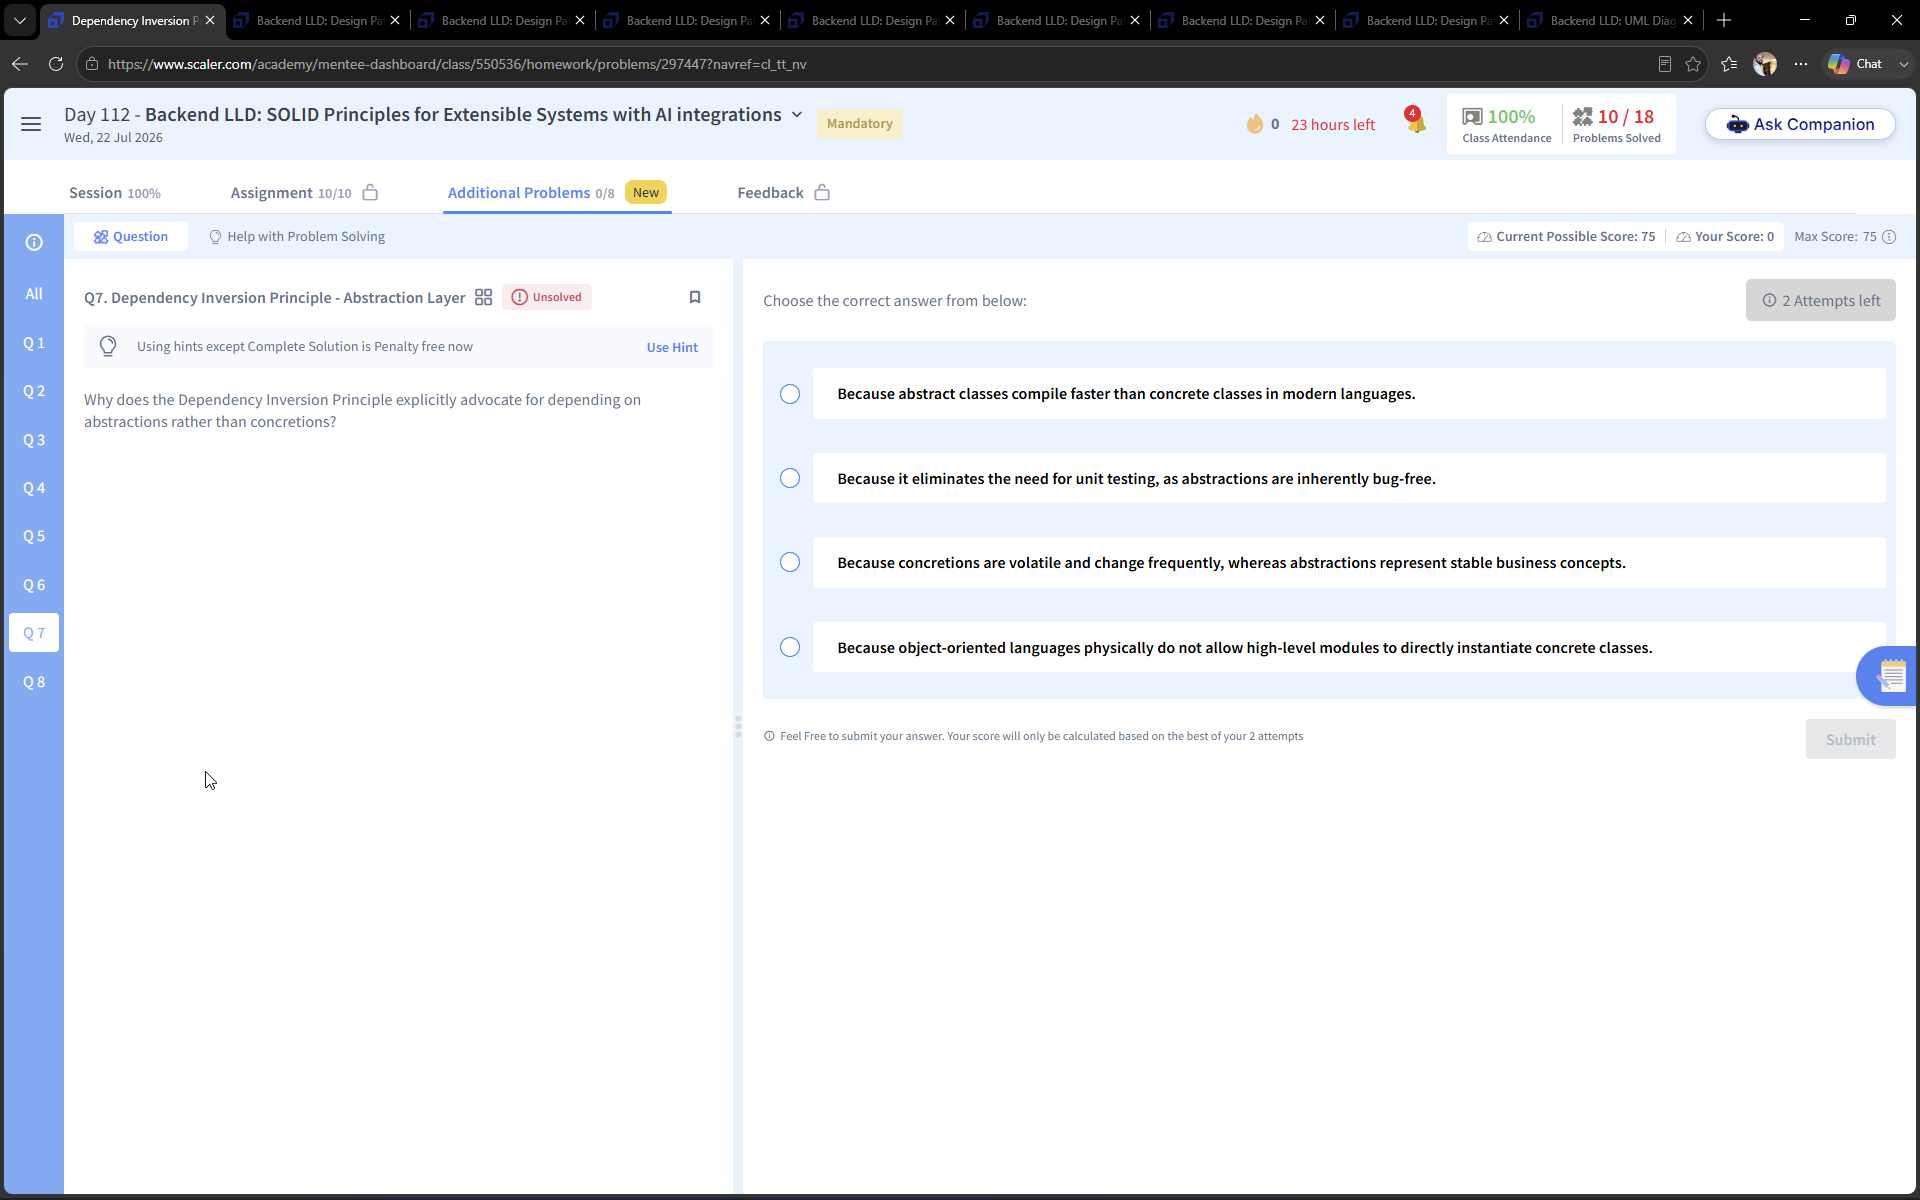 Dependency Inversion P
Backend LLD: Design Pa
Backend LLD: Design Pa
Backend LLD: Design Pa
Backend LLD: Design Pa
Backend LLD: Design Pa
Backend LLD: Design Pa
Backend LLD: Design Pa
Backend LLD: UML Diag
https://www.scaler.com/academy/mentee-dashboard/class/550536/homework/problems/297447?navref=cl_tt_nv
Chat
Day 112 - Backend LLD: SOLID Principles for Extensible Systems with AI integrations
Wed, 22 Jul 2026
Mandatory
0
23 hours left
4
100%
Class Attendance
10 / 18
Problems Solved
Ask Companion
Session 100%
Assignment 10/10
Additional Problems 0/8
New
Feedback
Question
Help with Problem Solving
Current Possible Score: 75
Your Score: 0
Max Score: 75
All
Q 1
Q 2
Q 3
Q 4
Q 5
Q 6
Q 7
Q 8
Q7. Dependency Inversion Principle - Abstraction Layer
Unsolved
Using hints except Complete Solution is Penalty free now
Use Hint
Why does the Dependency Inversion Principle explicitly advocate for depending on
abstractions rather than concretions?
Choose the correct answer from below:
2 Attempts left
Because abstract classes compile faster than concrete classes in modern languages.
Because it eliminates the need for unit testing, as abstractions are inherently bug-free.
Because concretions are volatile and change frequently, whereas abstractions represent stable business concepts.
Because object-oriented languages physically do not allow high-level modules to directly instantiate concrete classes.
Feel Free to submit your answer. Your score will only be calculated based on the best of your 2 attempts
Submit